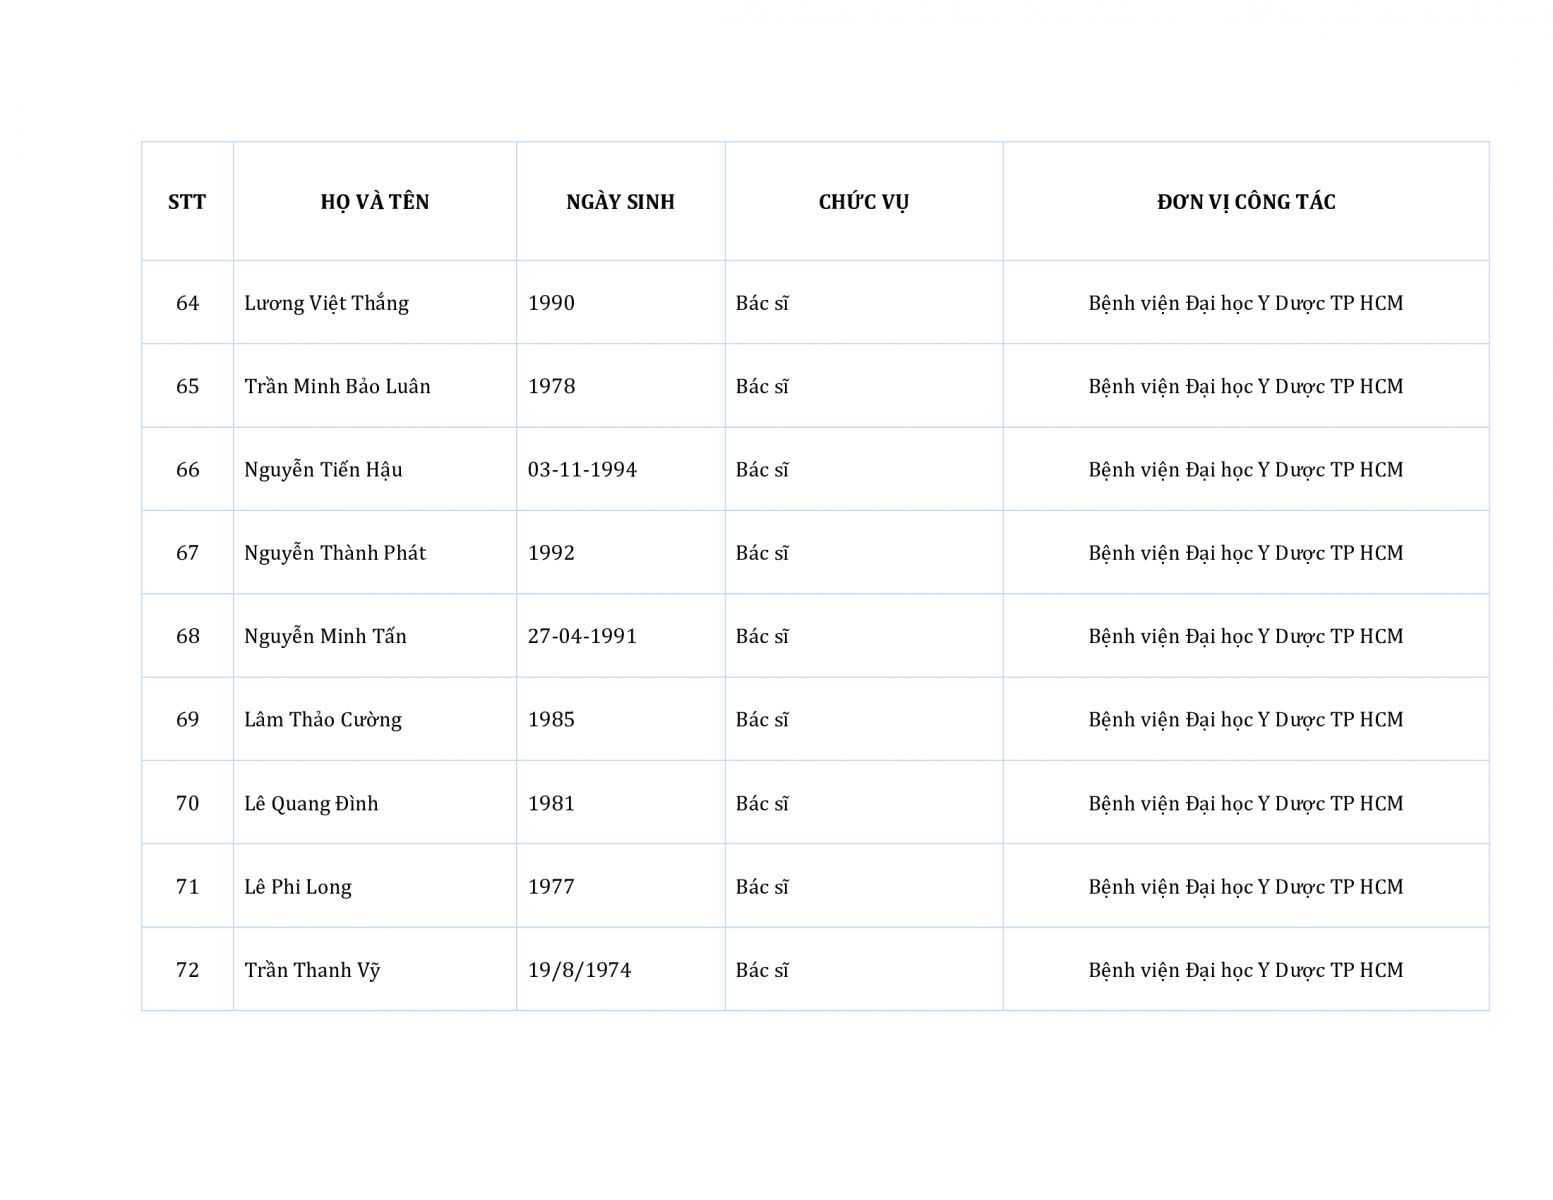 STT HỌ VÀ TÊN NGÀY SINH CHỨC VỤ ĐƠN VỊ CÔNG TÁC
64 Lương Việt Thắng 1990 Bác sĩ Bệnh viện Đại học Y Dược TP HCM
65 Trần Minh Bảo Luân 1978 Bác sĩ Bệnh viện Đại học Y Dược TP HCM
66 Nguyễn Tiến Hậu 03-11-1994 Bác sĩ Bệnh viện Đại học Y Dược TP HCM
67 Nguyễn Thành Phát 1992 Bác sĩ Bệnh viện Đại học Y Dược TP HCM
68 Nguyễn Minh Tấn 27-04-1991 Bác sĩ Bệnh viện Đại học Y Dược TP HCM
69 Lâm Thảo Cường 1985 Bác sĩ Bệnh viện Đại học Y Dược TP HCM
70 Lê Quang Đình 1981 Bác sĩ Bệnh viện Đại học Y Dược TP HCM
71 Lê Phi Long 1977 Bác sĩ Bệnh viện Đại học Y Dược TP HCM
72 Trần Thanh Vỹ 19/8/1974 Bác sĩ Bệnh viện Đại học Y Dược TP HCM